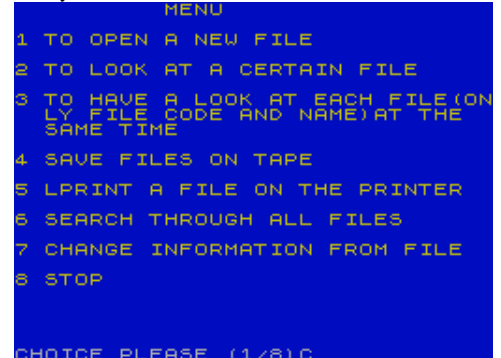 MENU
1 TO OPEN A NEW FILE
2 TO LOOK AT A CERTAIN FILE
3 TO HAVE A LOOK AT EACH FILE(ON
LY FILE CODE AND NAME)AT THE
SAME TIME
4 SAVE FILES ON TAPE
5 LPRINT A FILE ON THE PRINTER
6 SEARCH THROUGH ALL FILES
7 CHANGE INFORMATION FROM FILE
8 STOP
CHOICE PLEASE (1/8)C